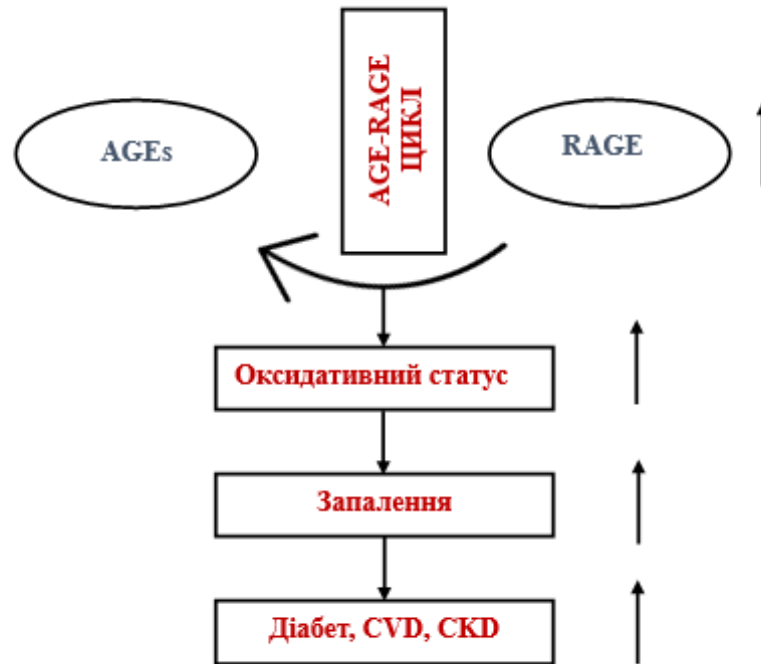 AGEs
AGE-RAGE
ЦИКЛ
RAGE
Оксидативний статус
Запалення
Діабет, CVD, CKD